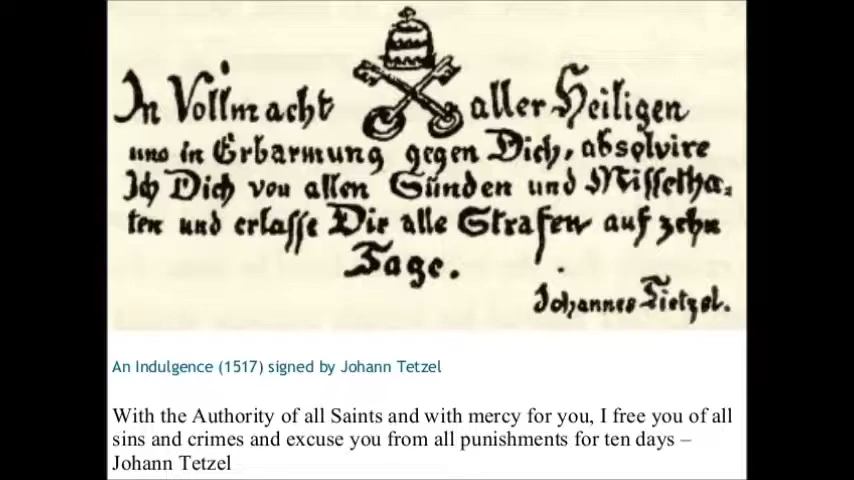 In Vollmacht aller Heiligen
und in Erbarmung gegen Dich, absolvire
Ich Dich von allen Sünden und Missetha=
ten und erlasse Dir alle Strafen auf zehn
Tage.
Johannes Tietzel.
An Indulgence (1517) signed by Johann Tetzel
With the Authority of all Saints and with mercy for you, I free you of all
sins and crimes and excuse you from all punishments for ten days –
Johann Tetzel